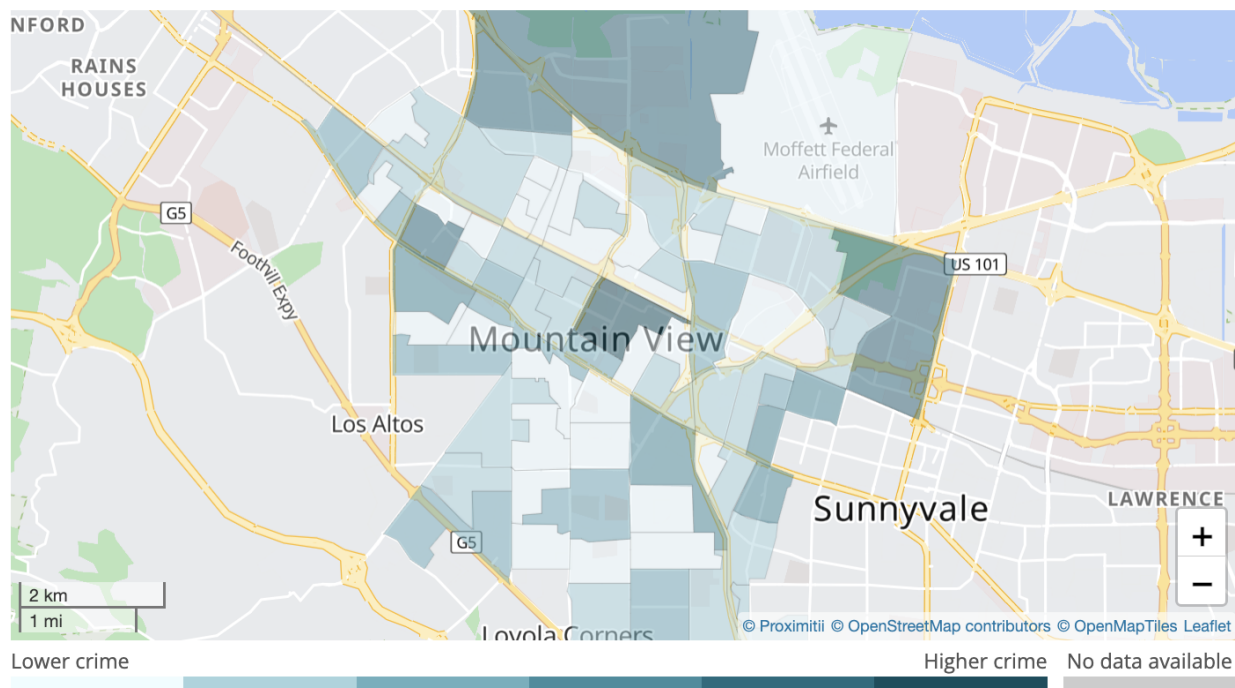 NFORD
RAINS
HOUSES
Moffett Federal
Airfield
G5
Foothill Expy
US 101
Mountain View
Los Altos
Sunnyvale
LAWRENCE
G5
+
−
2 km
1 mi
Loyola Corners
© Proximitii © OpenStreetMap contributors © OpenMapTiles Leaflet
Lower crime
Higher crime
No data available